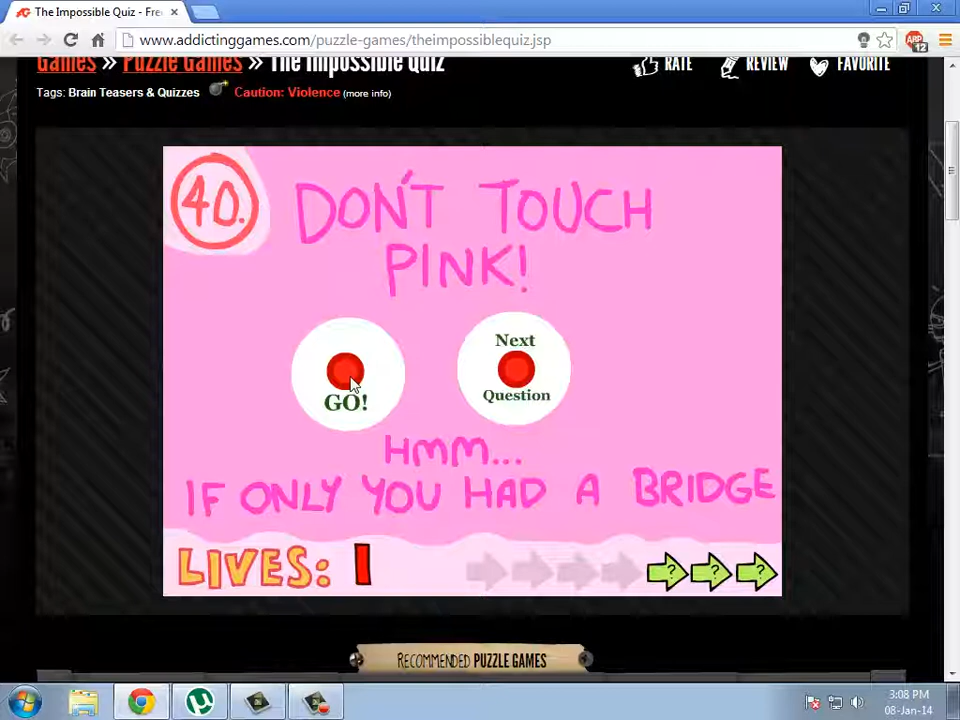 The Impossible Quiz - Fre
www.addictinggames.com/puzzle-games/theimpossiblequiz.jsp
ABP
12
Games » Puzzle Games » The Impossible Quiz
RATE
REVIEW
FAVORITE
Tags: Brain Teasers & Quizzes
Caution: Violence (more info)
40.
DON'T TOUCH
PINK!
GO!
Next
Question
HMM...
IF ONLY YOU HAD A BRIDGE
LIVES: 1
? ? ?
RECOMMENDED PUZZLE GAMES
3:08 PM
08-Jan-14